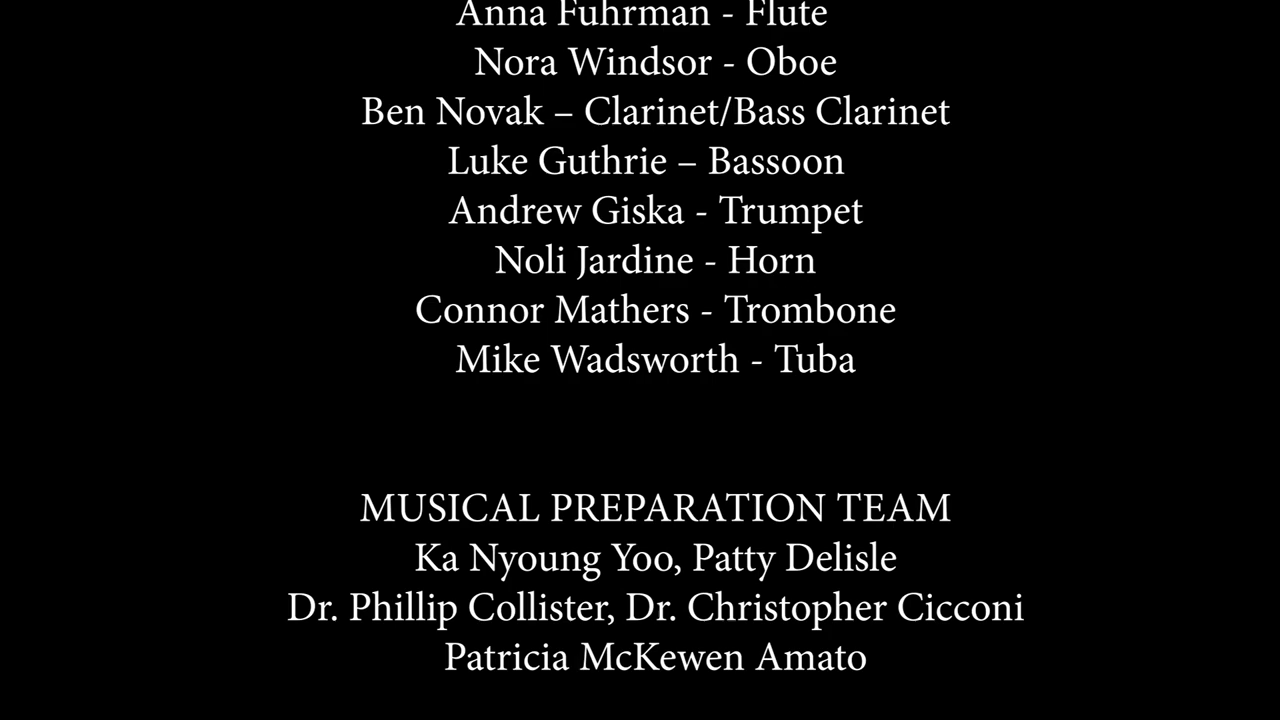 Anna Fuhrman - Flute
Nora Windsor - Oboe
Ben Novak – Clarinet/Bass Clarinet
Luke Guthrie – Bassoon
Andrew Giska - Trumpet
Noli Jardine - Horn
Connor Mathers - Trombone
Mike Wadsworth - Tuba
MUSICAL PREPARATION TEAM
Ka Nyoung Yoo, Patty Delisle
Dr. Phillip Collister, Dr. Christopher Cicconi
Patricia McKewen Amato